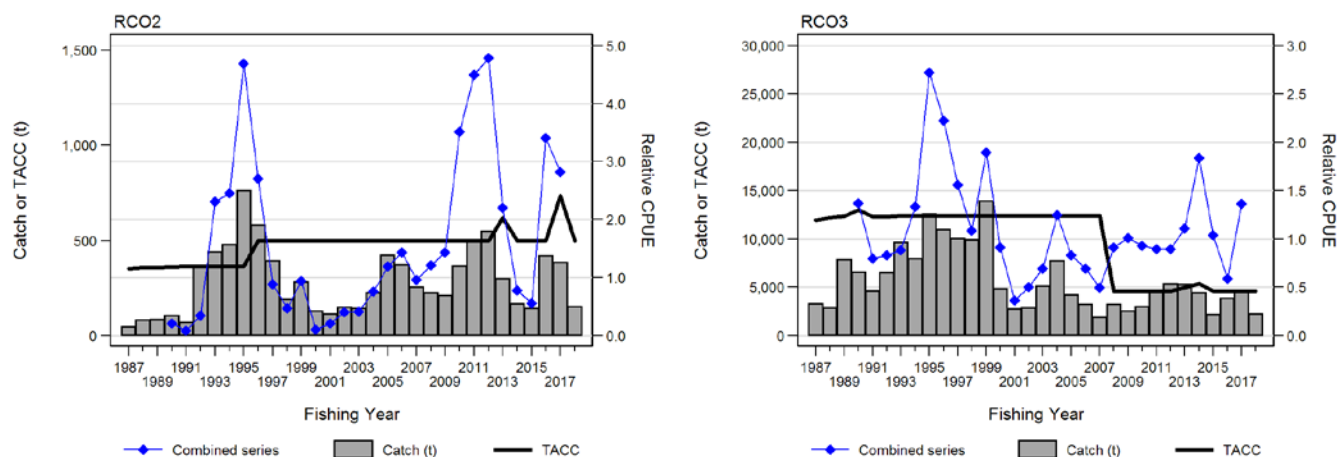 RCO2
1,500
1,000
500
0
5.0
4.0
3.0
2.0
1.0
0.0
Catch or TACC (t)
Relative CPUE
1987 1991 1995 1999 2003 2007 2011 2015
1989 1993 1997 2001 2005 2009 2013 2017
Fishing Year
Combined series Catch (t) TACC
RCO3
30,000
25,000
20,000
15,000
10,000
5,000
0
3.0
2.5
2.0
1.5
1.0
0.5
0.0
Catch or TACC (t)
Relative CPUE
1987 1991 1995 1999 2003 2007 2011 2015
1989 1993 1997 2001 2005 2009 2013 2017
Fishing Year
Combined series Catch (t) TACC